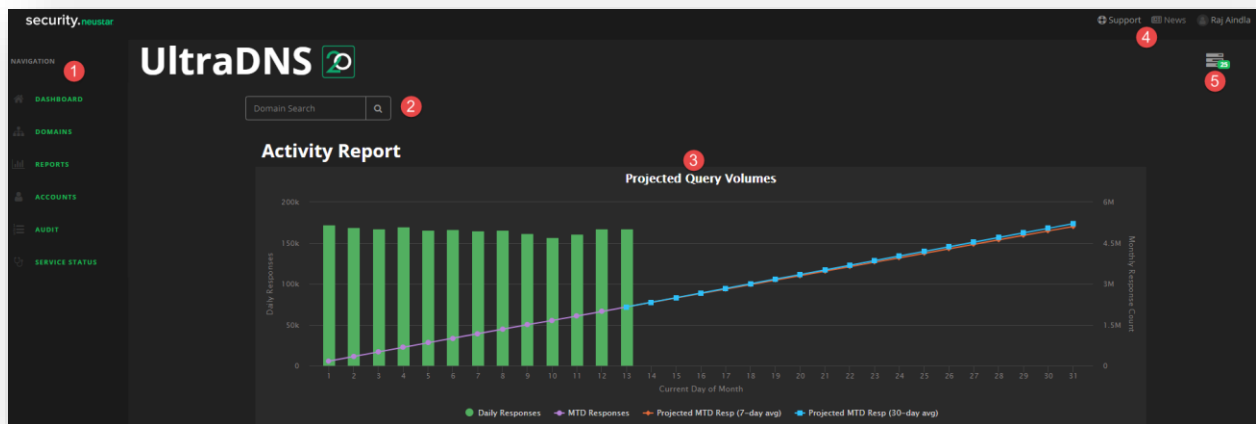 security.neustar
Support News Raj Aindla
4
NAVIGATION
1
UltraDNS 20
25
5
DASHBOARD
Domain Search
2
DOMAINS
Activity Report
REPORTS
3
Projected Query Volumes
ACCOUNTS
AUDIT
SERVICE STATUS
200k
150k
100k
50k
0
Daily Responses
6M
4.5M
3M
1.5M
0
Monthly Response Count
1 2 3 4 5 6 7 8 9 10 11 12 13 14 15 16 17 18 19 20 21 22 23 24 25 26 27 28 29 30 31
Current Day of Month
Daily Responses MTD Responses Projected MTD Resp (7-day avg) Projected MTD Resp (30-day avg)